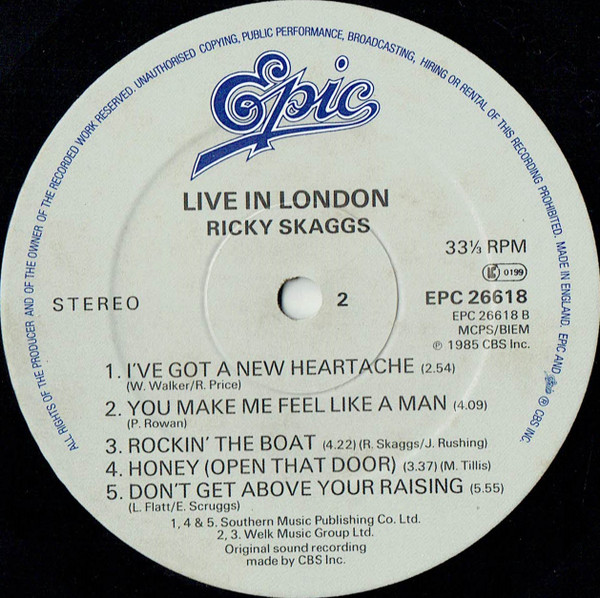 ALL RIGHTS OF THE PRODUCER AND OF THE OWNER OF THE RECORDED WORK RESERVED. UNAUTHORISED COPYING, PUBLIC PERFORMANCE, BROADCASTING, HIRING OR RENTAL OF THIS RECORDING PROHIBITED. MADE IN ENGLAND. EPIC AND Epic ® CBS INC.
Epic
LIVE IN LONDON
RICKY SKAGGS
33⅓ RPM
LC 0199
STEREO
2
EPC 26618
EPC 26618 B
MCPS/BIEM
℗ 1985 CBS Inc.
1. I'VE GOT A NEW HEARTACHE (2.54)
(W. Walker/R. Price)
2. YOU MAKE ME FEEL LIKE A MAN (4.09)
(P. Rowan)
3. ROCKIN' THE BOAT (4.22) (R. Skaggs/J. Rushing)
4. HONEY (OPEN THAT DOOR) (3.37) (M. Tillis)
5. DON'T GET ABOVE YOUR RAISING (5.55)
(L. Flatt/E. Scruggs)
1, 4 & 5. Southern Music Publishing Co. Ltd.
2, 3. Welk Music Group Ltd.
Original sound recording
made by CBS Inc.